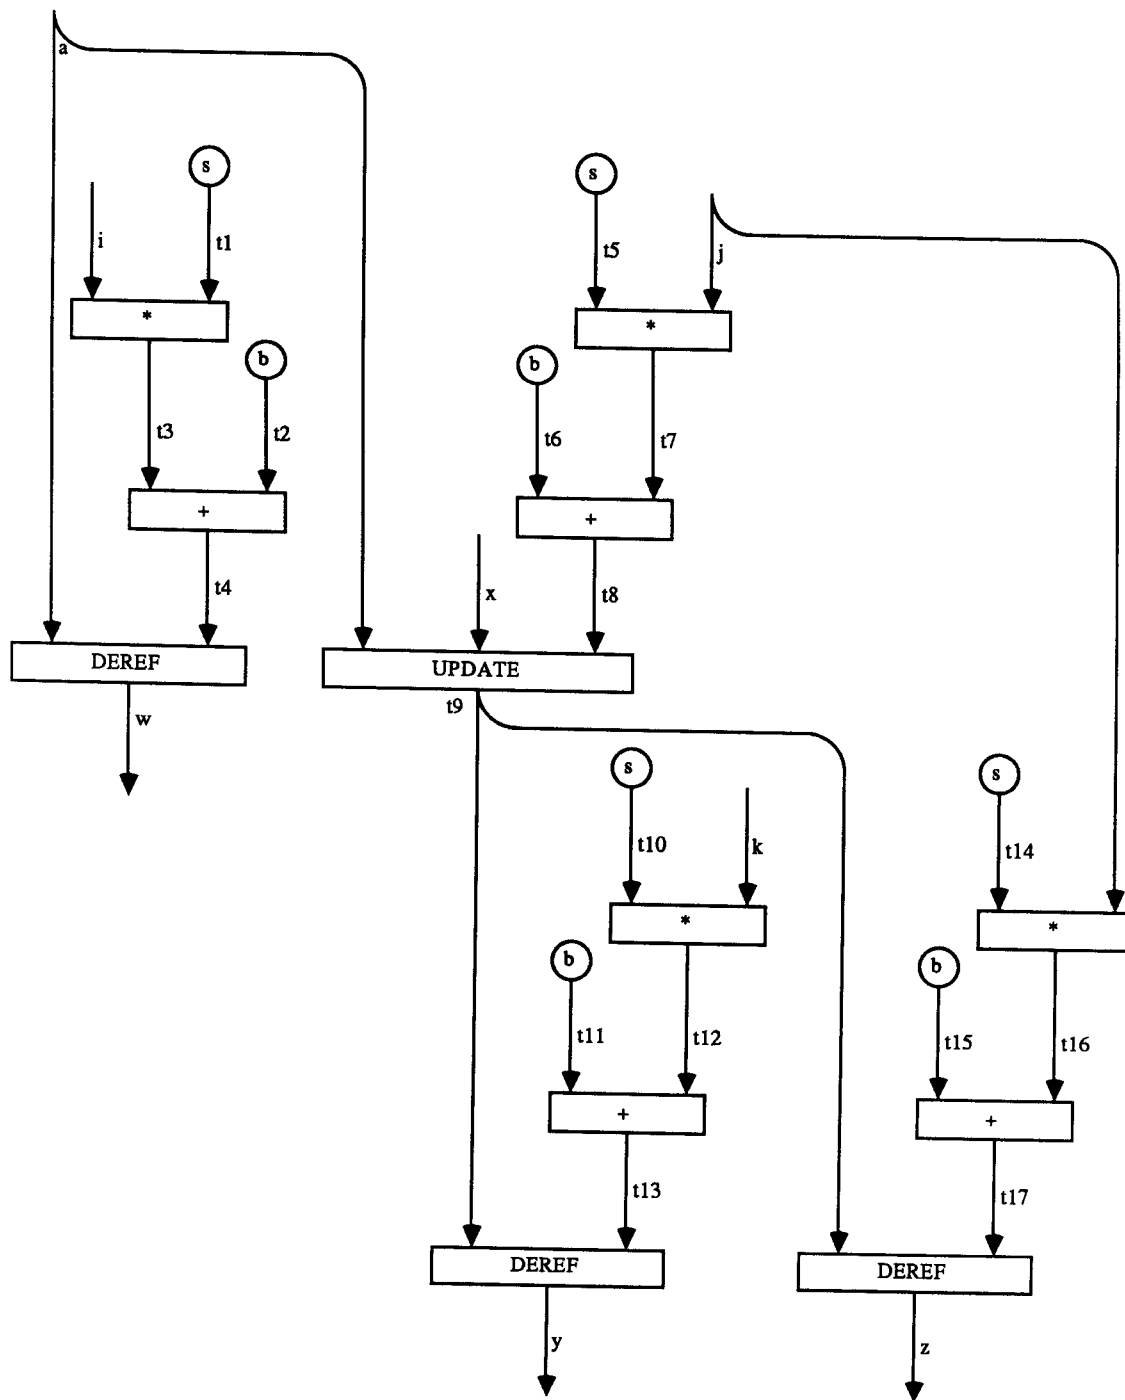 a
s
s
i
t1
t5
j
*
*
b
b
t3
t2
t6
t7
+
+
t4
x
t8
DEREF
UPDATE
w
t9
s
s
t10
k
t14
*
*
b
b
t11
t12
t15
t16
+
+
t13
t17
DEREF
DEREF
y
z